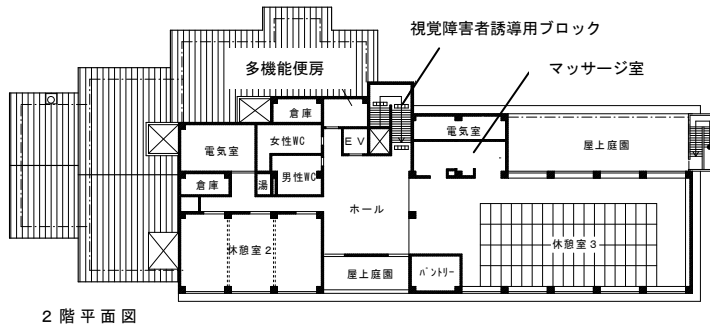 視覚障害者誘導用ブロック
多機能便房
マッサージ室
倉庫
電気室
女性WC
EV
電気室
屋上庭園
倉庫
湯
男性WC
ホール
休憩室2
休憩室3
屋上庭園
パントリー
2階平面図